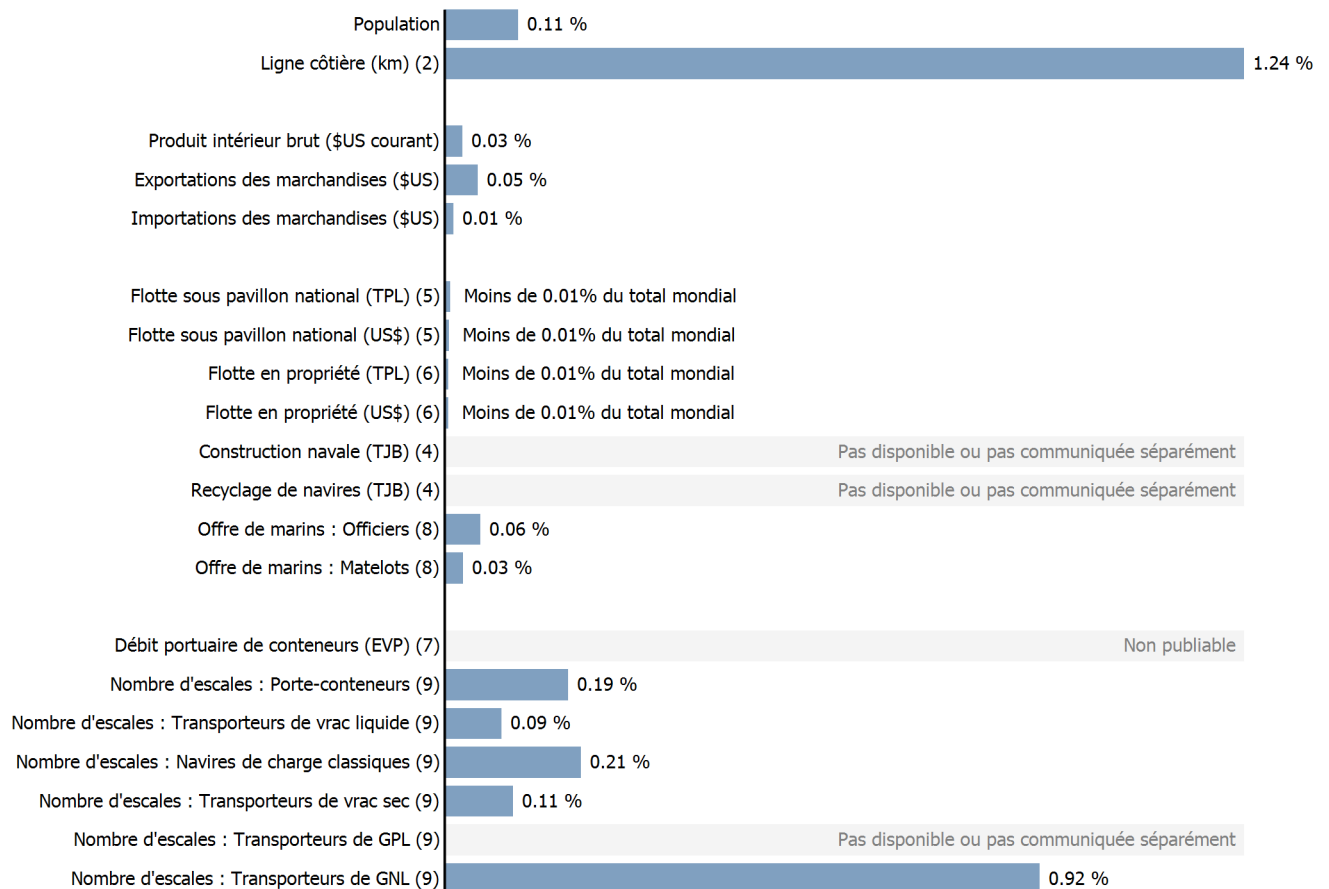 Population 0.11 %
Ligne côtière (km) (2) 1.24 %
Produit intérieur brut ($US courant) 0.03 %
Exportations des marchandises ($US) 0.05 %
Importations des marchandises ($US) 0.01 %
Flotte sous pavillon national (TPL) (5) Moins de 0.01% du total mondial
Flotte sous pavillon national (US$) (5) Moins de 0.01% du total mondial
Flotte en propriété (TPL) (6) Moins de 0.01% du total mondial
Flotte en propriété (US$) (6) Moins de 0.01% du total mondial
Construction navale (TJB) (4) Pas disponible ou pas communiquée séparément
Recyclage de navires (TJB) (4) Pas disponible ou pas communiquée séparément
Offre de marins : Officiers (8) 0.06 %
Offre de marins : Matelots (8) 0.03 %
Débit portuaire de conteneurs (EVP) (7) Non publiable
Nombre d'escales : Porte-conteneurs (9) 0.19 %
Nombre d'escales : Transporteurs de vrac liquide (9) 0.09 %
Nombre d'escales : Navires de charge classiques (9) 0.21 %
Nombre d'escales : Transporteurs de vrac sec (9) 0.11 %
Nombre d'escales : Transporteurs de GPL (9) Pas disponible ou pas communiquée séparément
Nombre d'escales : Transporteurs de GNL (9) 0.92 %